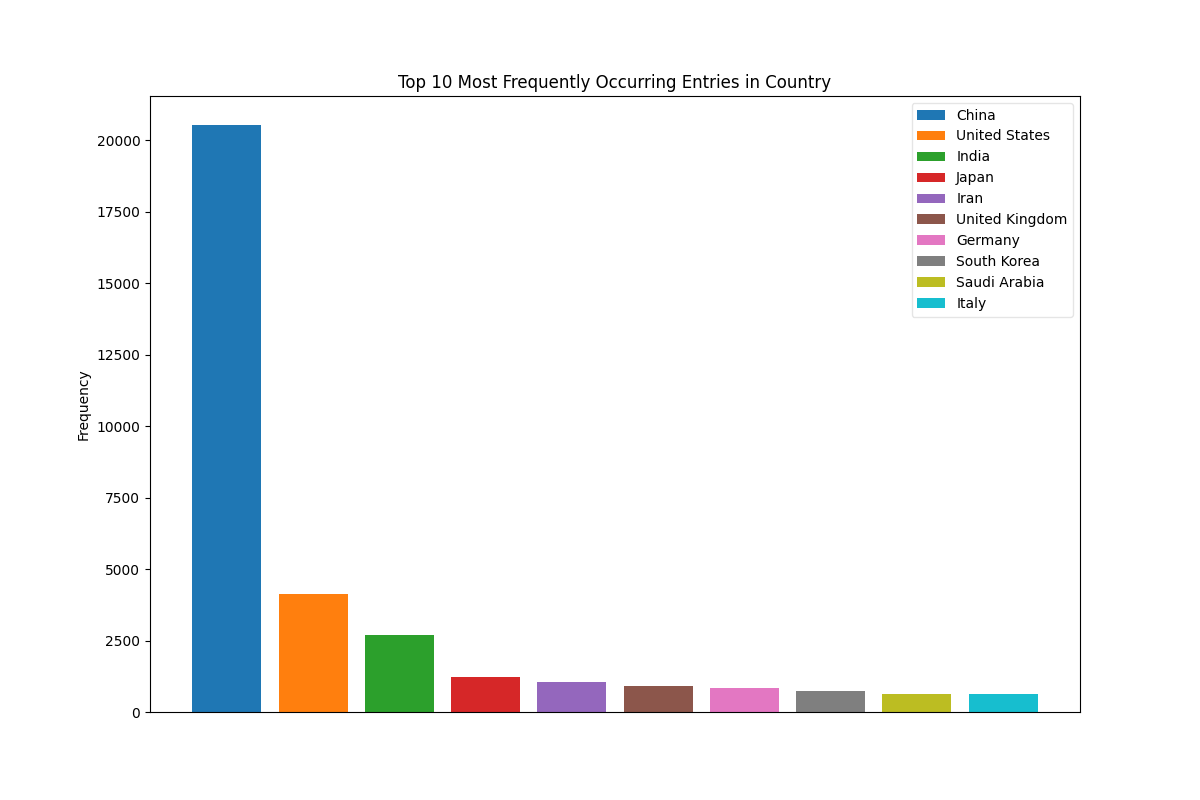 Top 10 Most Frequently Occurring Entries in Country
Frequency
20000
17500
15000
12500
10000
7500
5000
2500
0
China
United States
India
Japan
Iran
United Kingdom
Germany
South Korea
Saudi Arabia
Italy